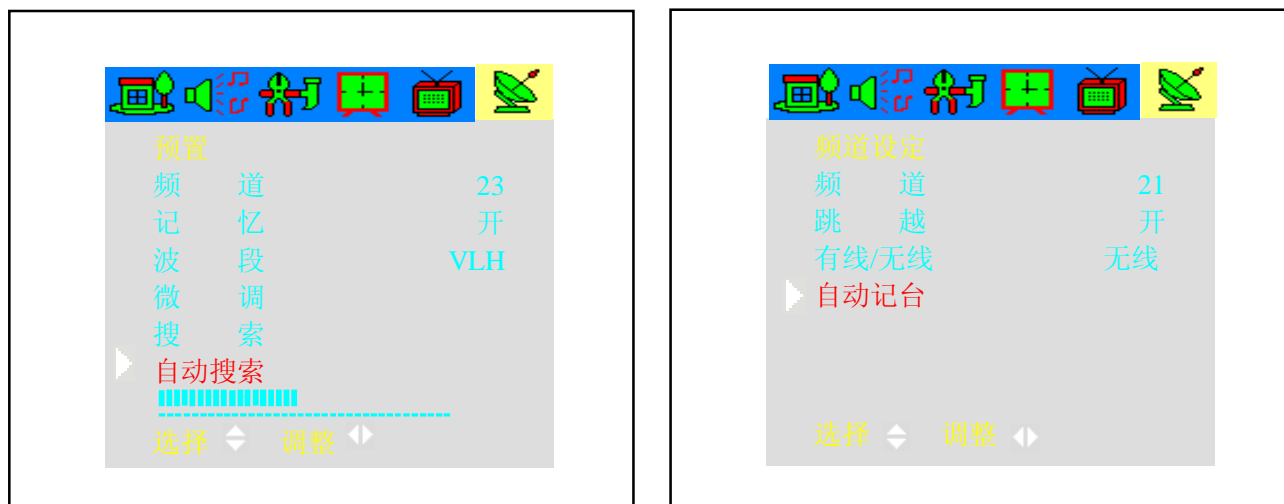 预置
频 道 23
记 忆 开
波 段 VLH
微 调
搜 索
自动搜索
选择 调整
频道设定
频 道 21
跳 越 开
有线/无线 无线
自动记台
选择 调整